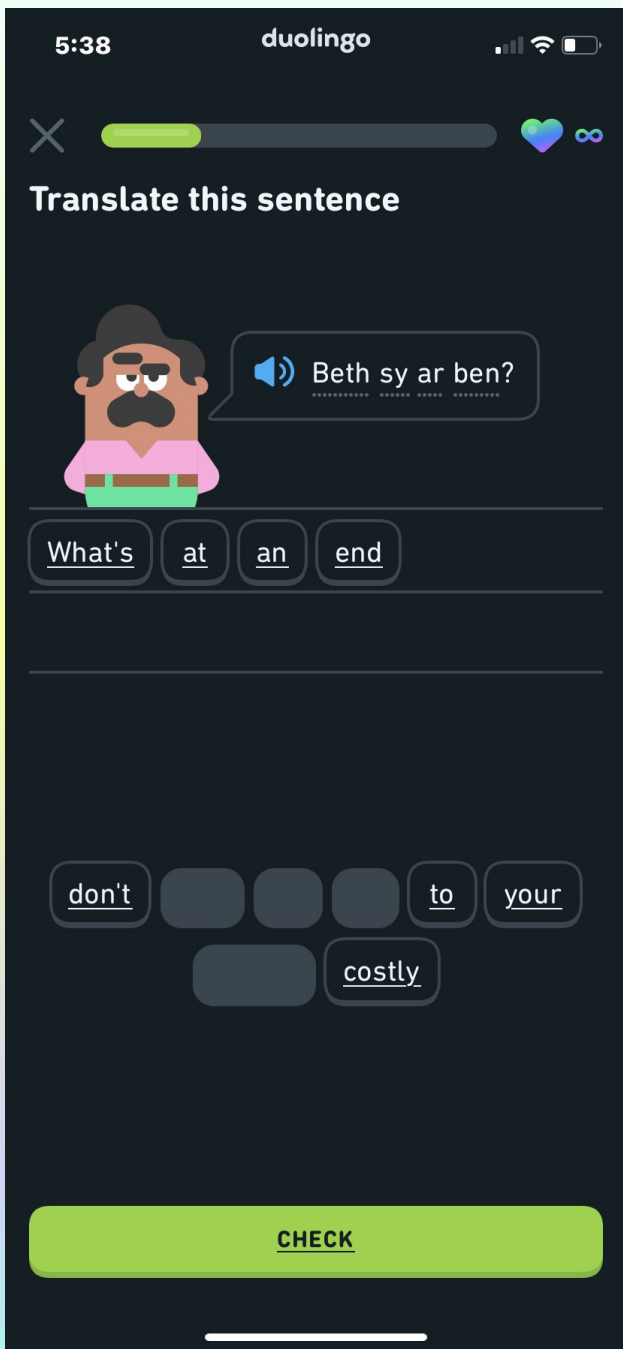 5:38 duolingo
Translate this sentence
Beth sy ar ben?
What's at an end
don't to your
costly
CHECK